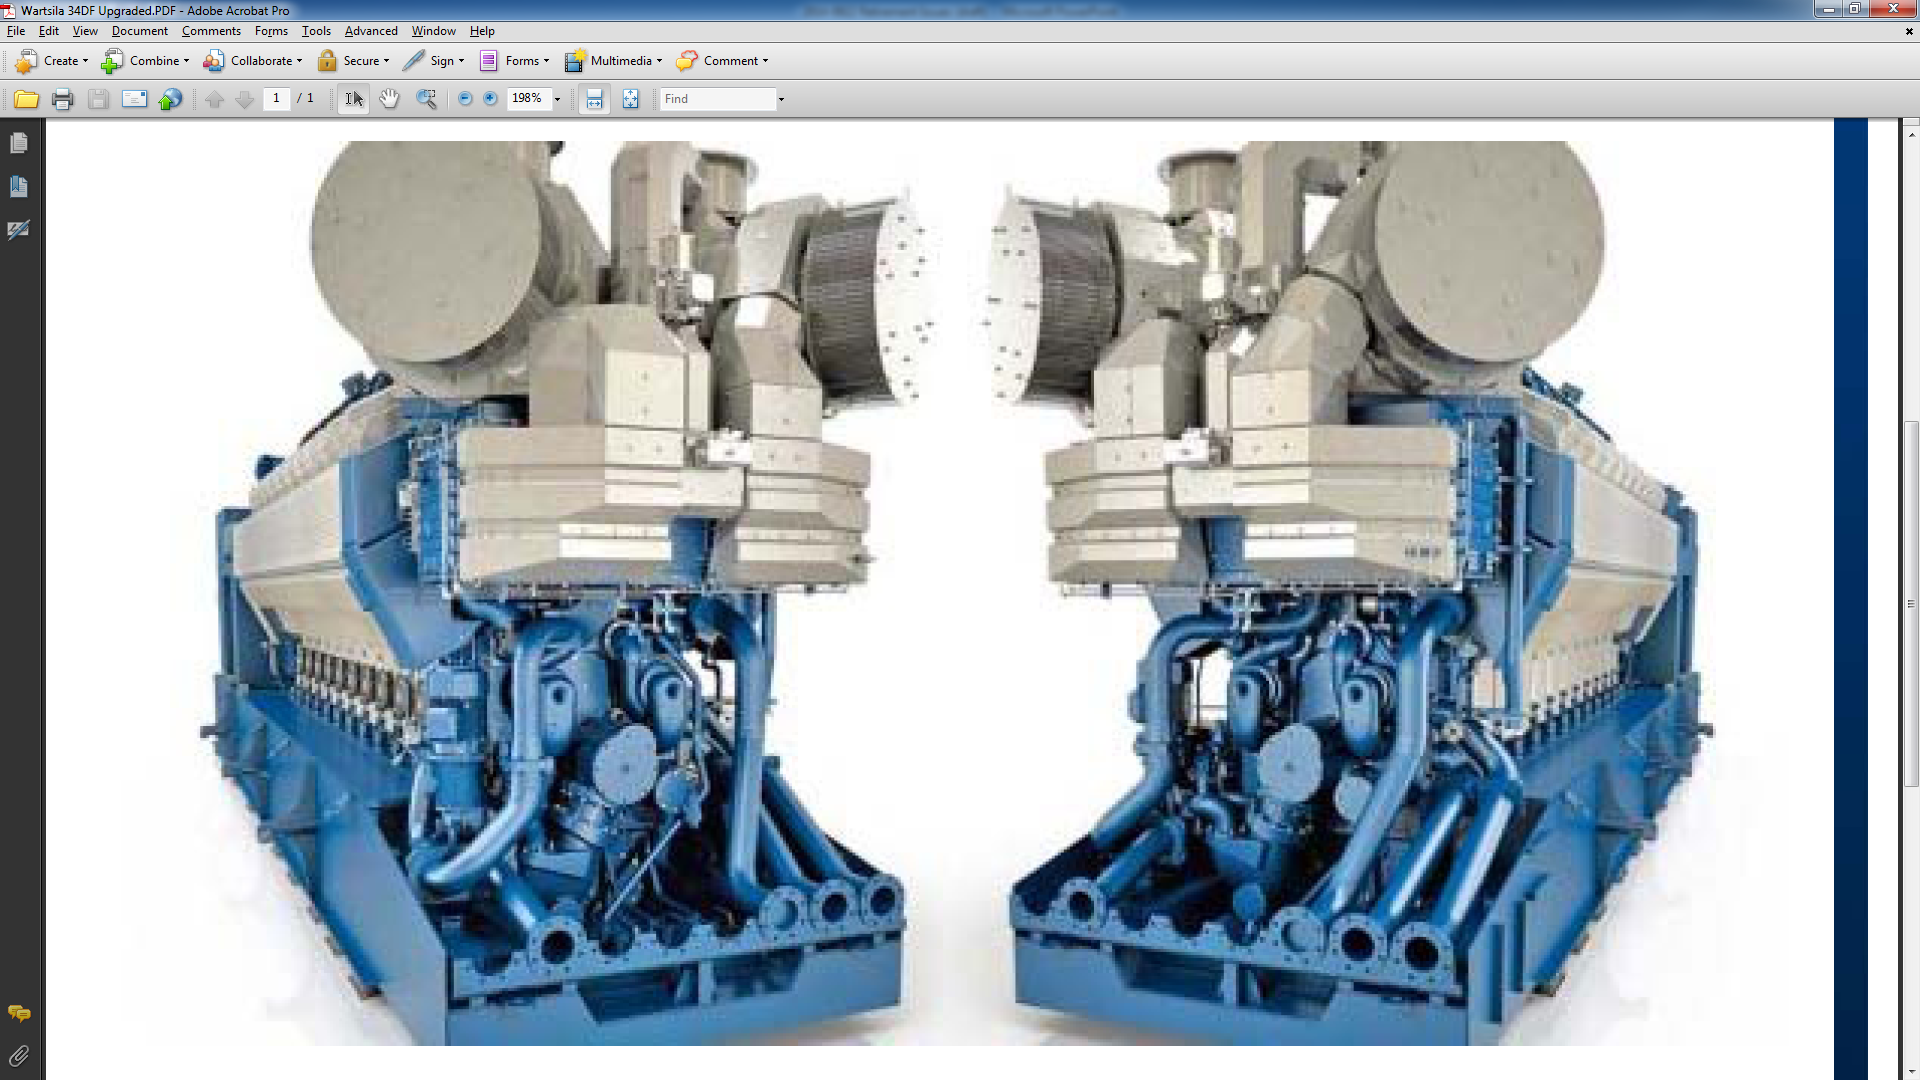 Wartsila 34DF Upgraded.PDF - Adobe Acrobat Pro
File Edit View Document Comments Forms Tools Advanced Window Help
Create Combine Collaborate Secure Sign Forms Multimedia Comment
1 / 1 198% Find